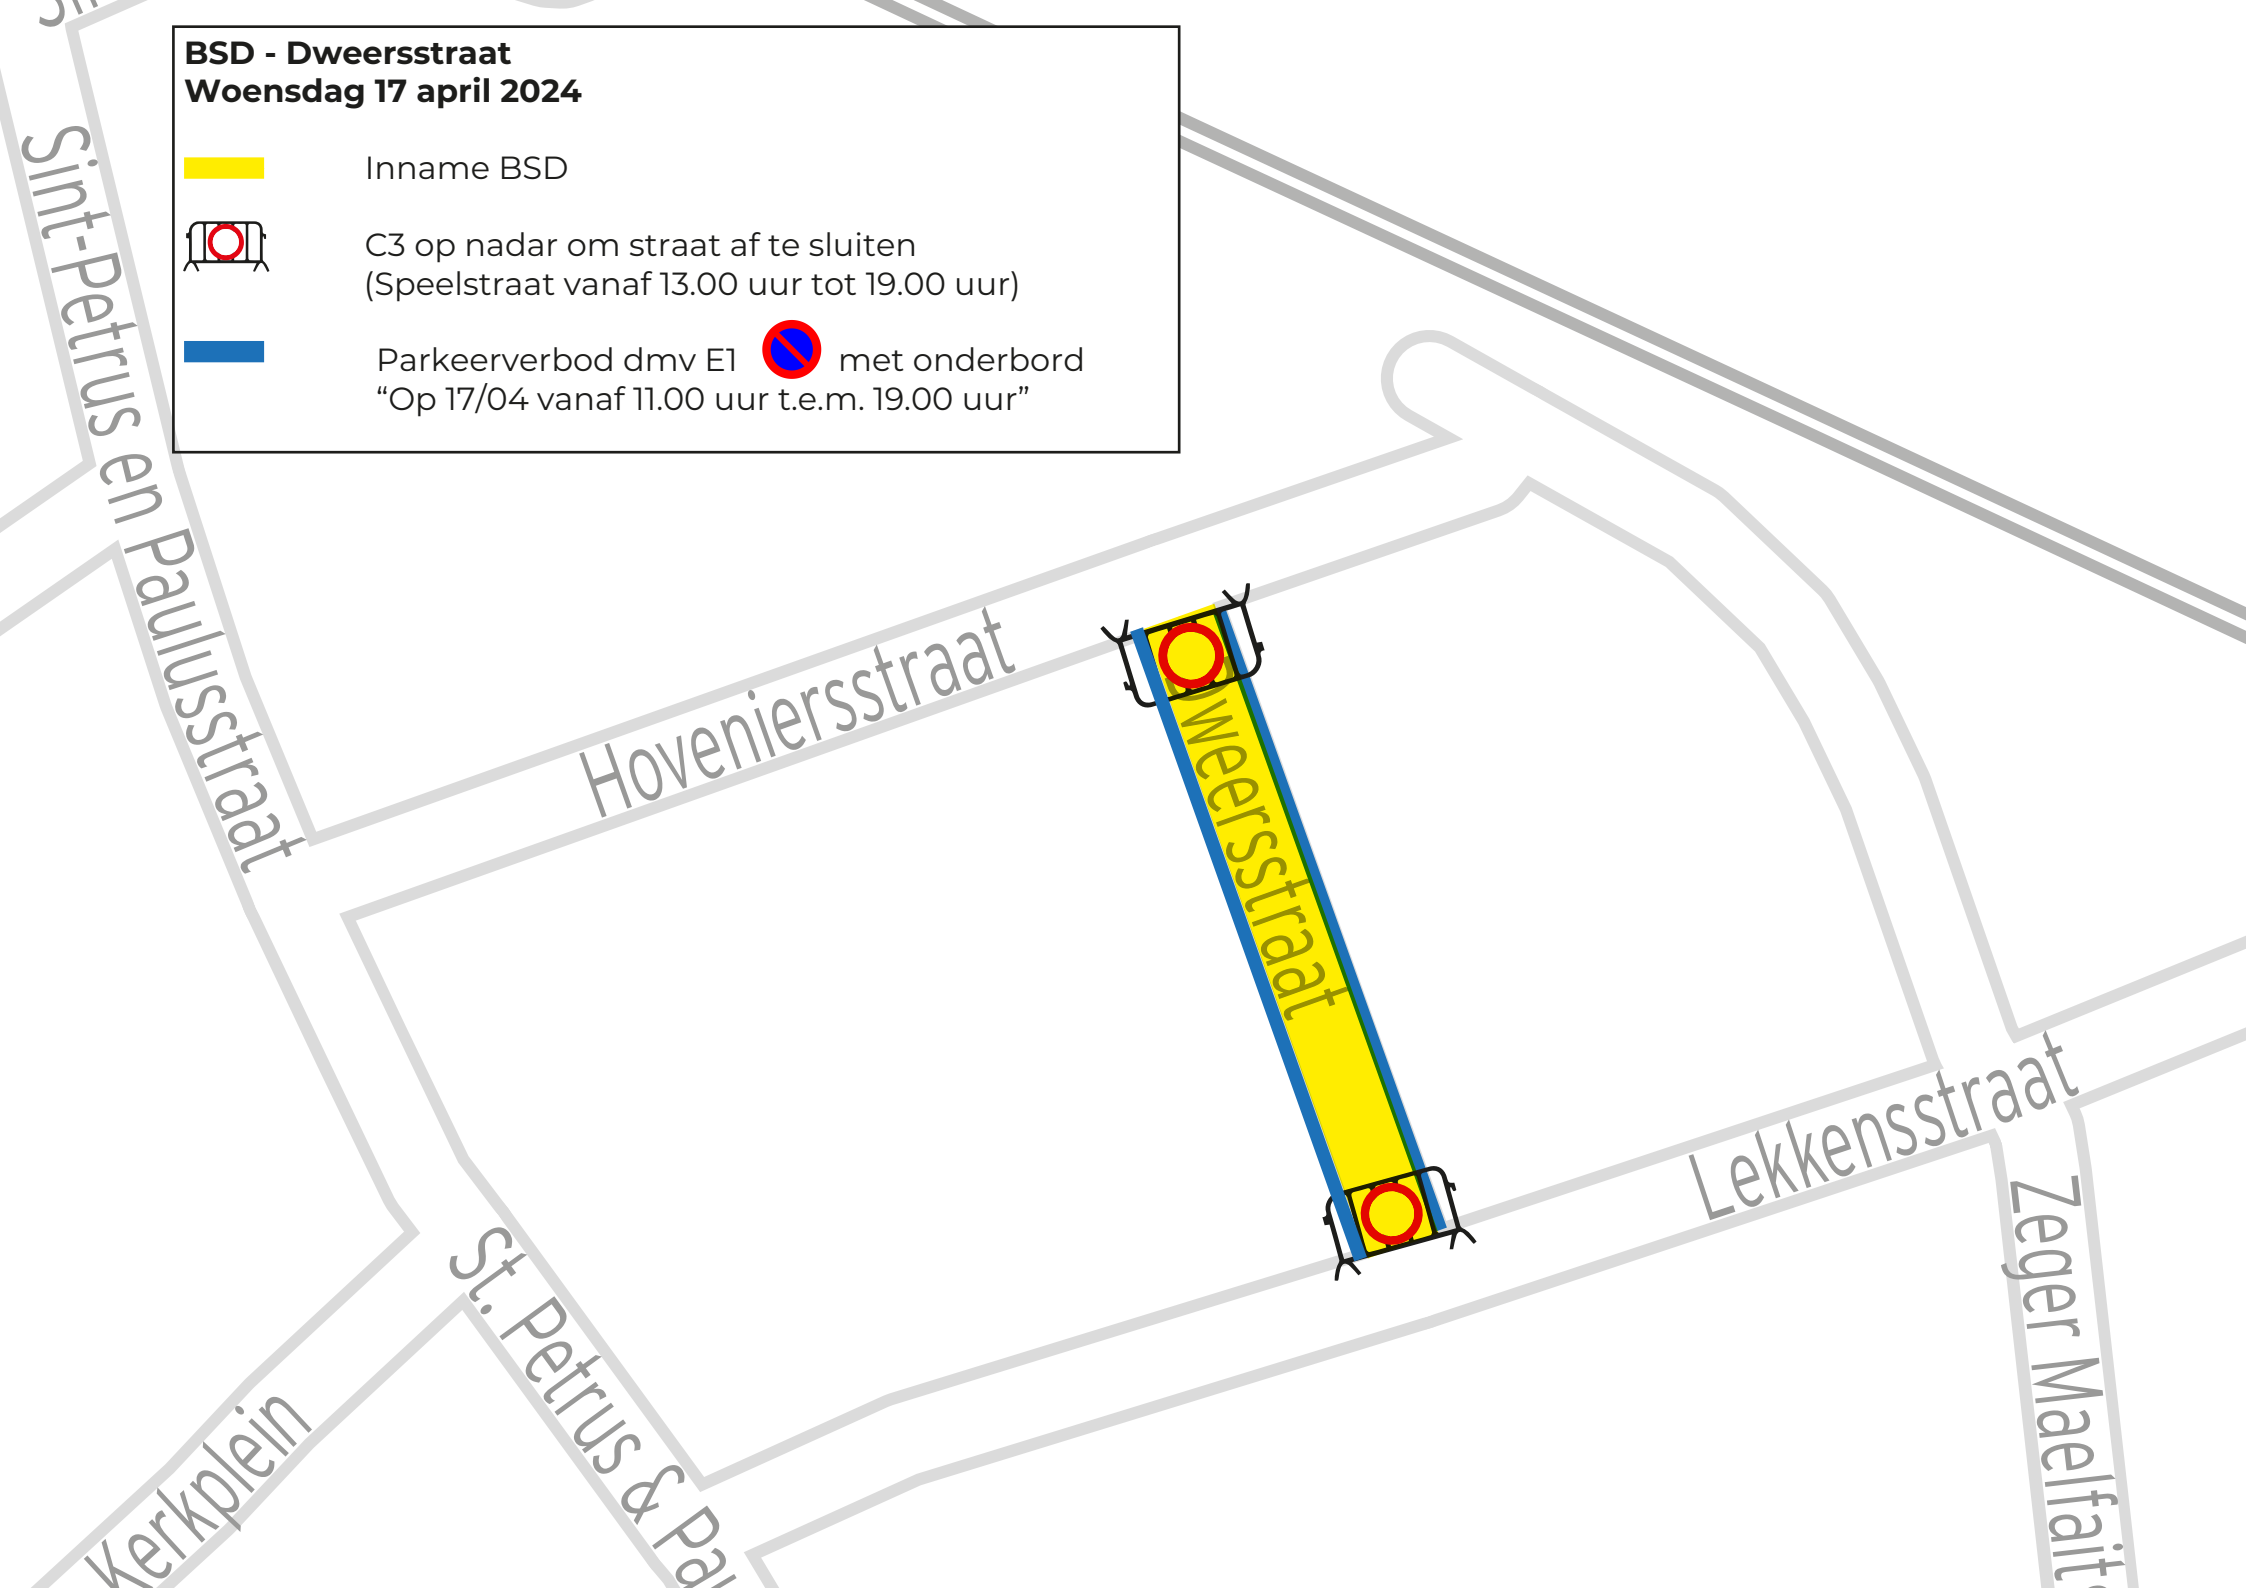 BSD - Dweersstraat
Woensdag 17 april 2024
Inname BSD
C3 op nadar om straat af te sluiten
(Speelstraat vanaf 13.00 uur tot 19.00 uur)
Parkeerverbod dmv E1 met onderbord
“Op 17/04 vanaf 11.00 uur t.e.m. 19.00 uur”
Sint-Petrus en Paulusstraat
Hoveniersstraat
Dweersstraat
Lekkensstraat
Zeger Maelfait
St. Petrus & Pau
Kerkplein